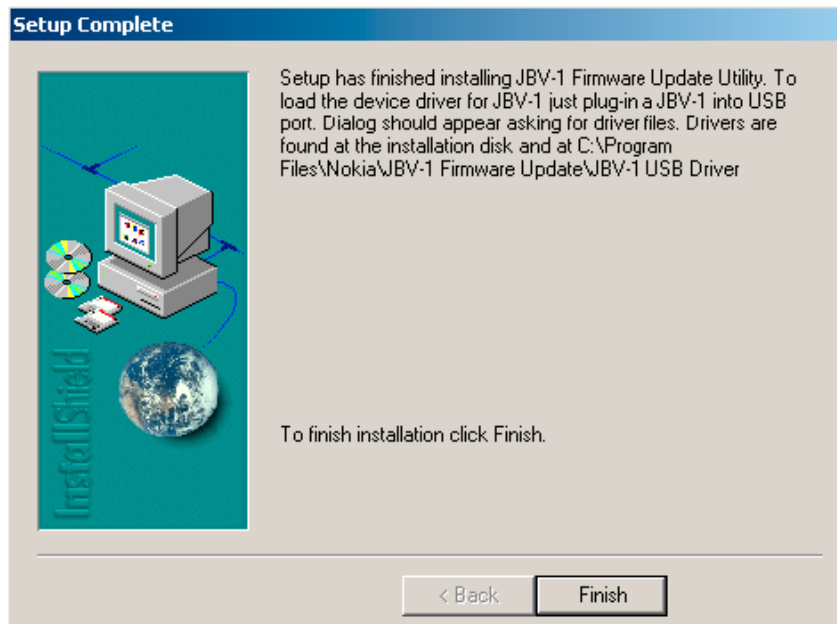 Setup Complete
Setup has finished installing JBV-1 Firmware Update Utility. To
load the device driver for JBV-1 just plug-in a JBV-1 into USB
port. Dialog should appear asking for driver files. Drivers are
found at the installation disk and at C:\Program
Files\Nokia\JBV-1 Firmware Update\JBV-1 USB Driver
InstallShield
To finish installation click Finish.
< Back
Finish